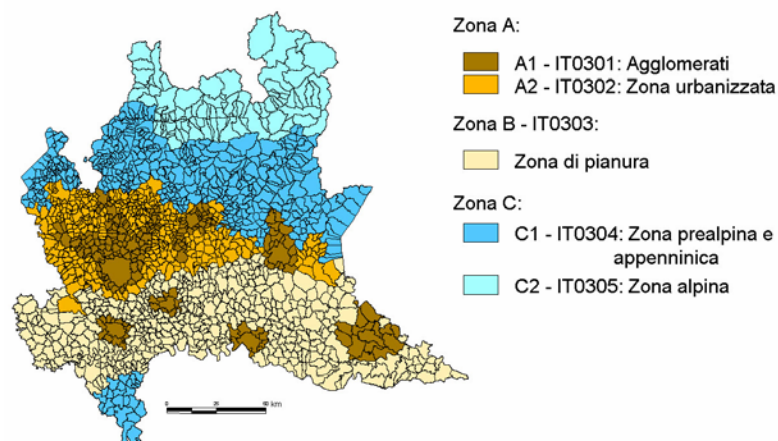 Zona A:
A1 - IT0301: Agglomerati
A2 - IT0302: Zona urbanizzata
Zona B - IT0303:
Zona di pianura
Zona C:
C1 - IT0304: Zona prealpina e
appenninica
C2 - IT0305: Zona alpina
km